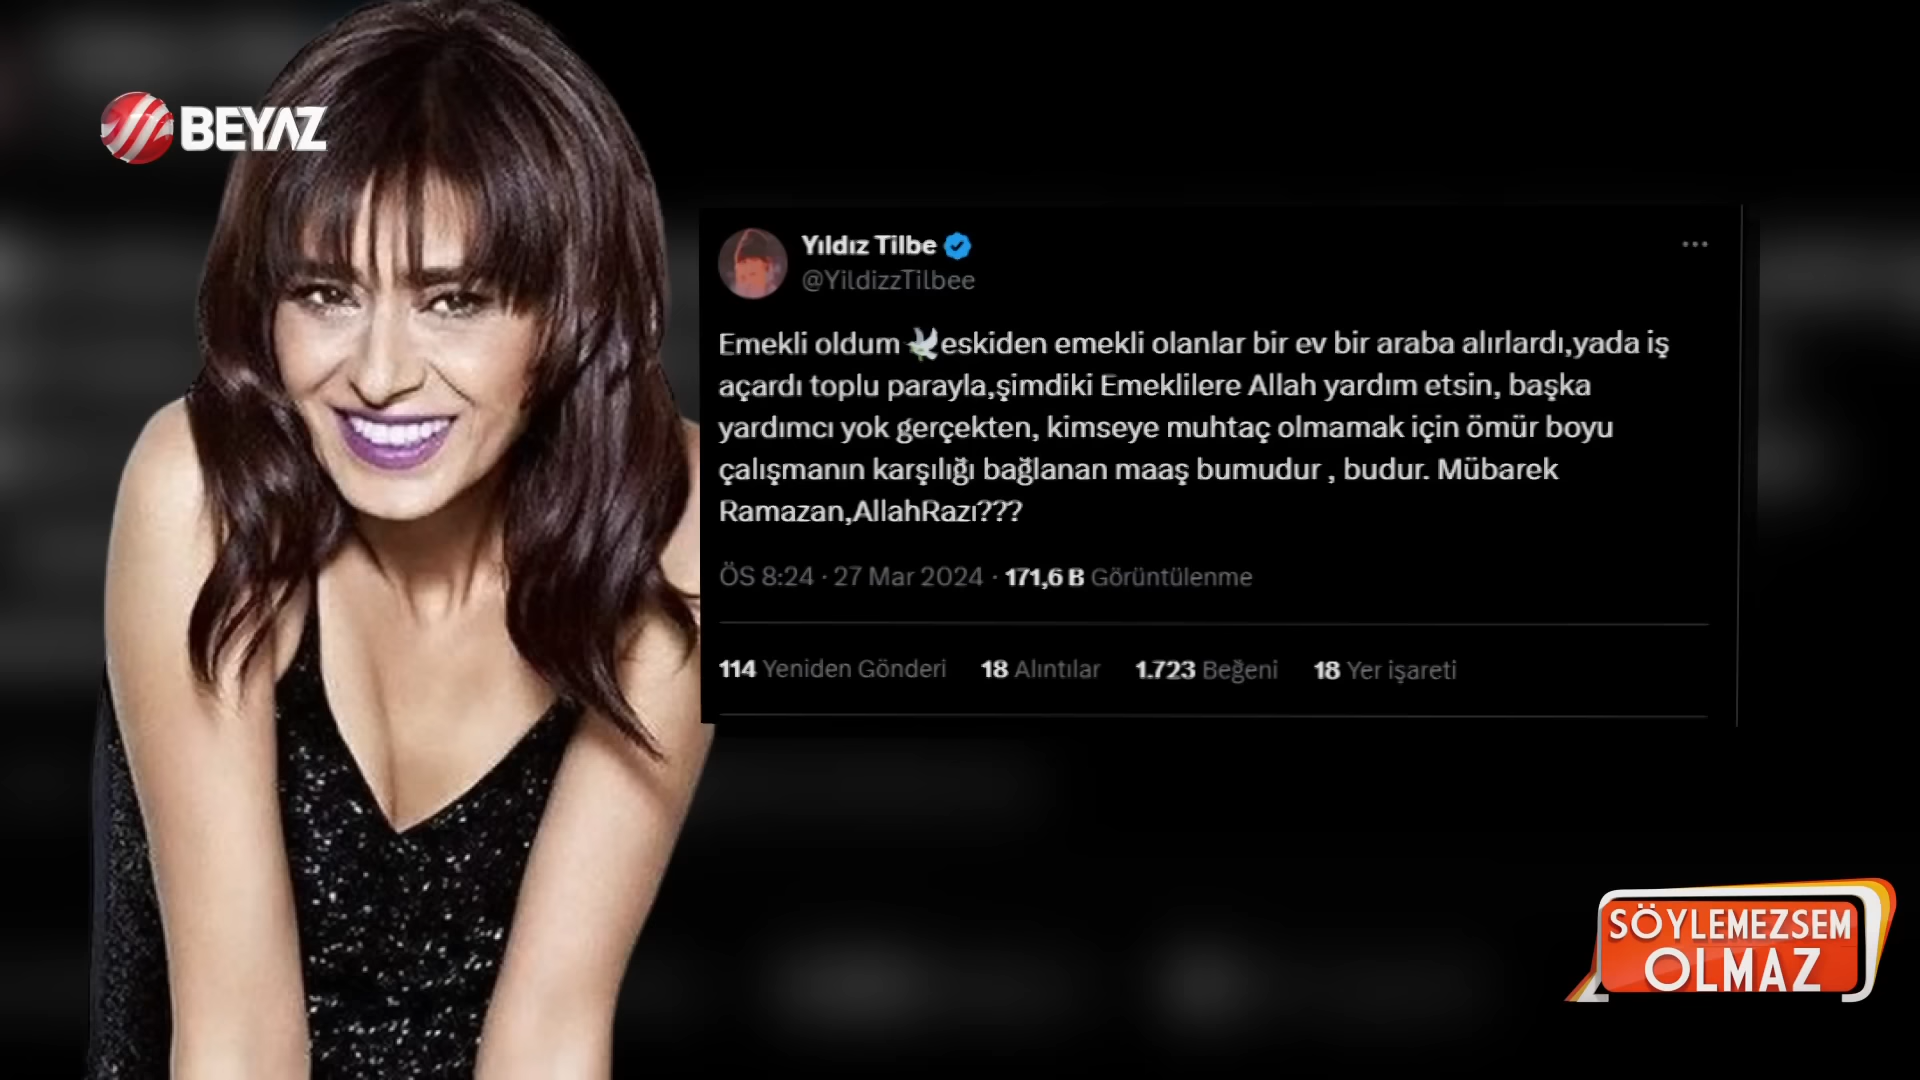 BEYAZ
Yıldız Tilbe
@YildizzTilbee
Emekli oldum 🕊eskiden emekli olanlar bir ev bir araba alırlardı,yada iş
açardı toplu parayla,şimdiki Emeklilere Allah yardım etsin, başka
yardımcı yok gerçekten, kimseye muhtaç olmamak için ömür boyu
çalışmanın karşılığı bağlanan maaş bumudur , budur. Mübarek
Ramazan,AllahRazı???
ÖS 8:24 · 27 Mar 2024 · 171,6 B Görüntülenme
114 Yeniden Gönderi 18 Alıntılar 1.723 Beğeni 18 Yer işareti
SÖYLEMEZSEM
OLMAZ